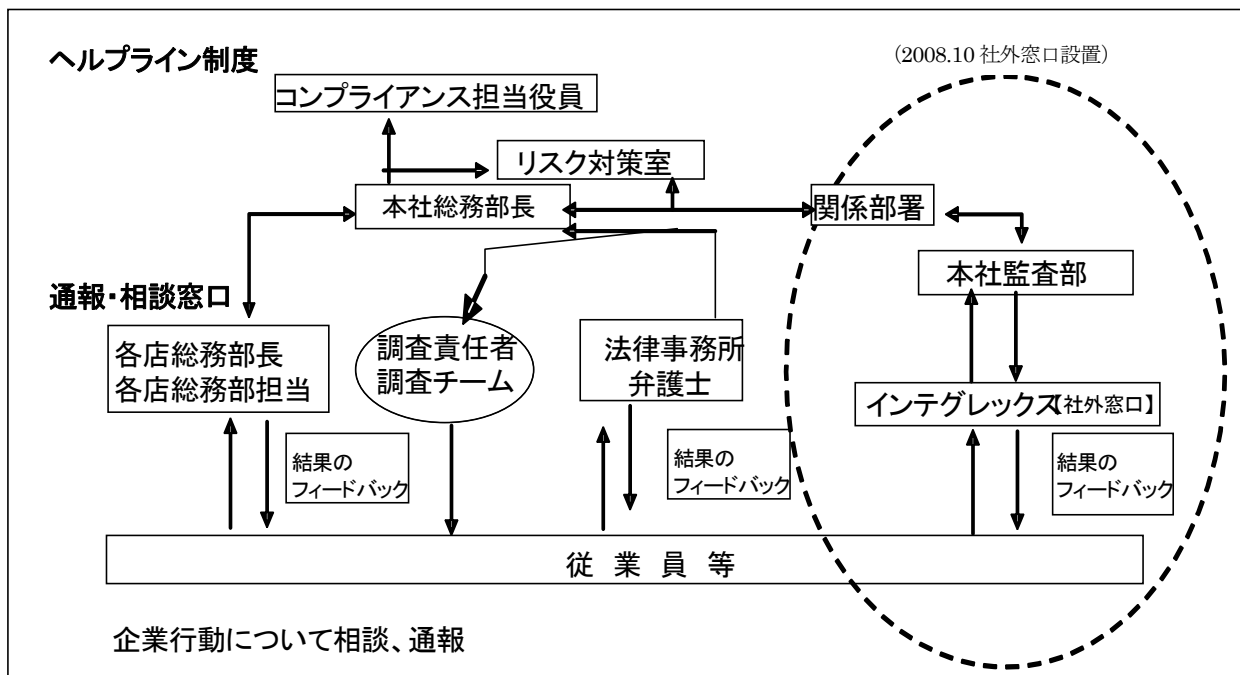 ヘルプライン制度
(2008.10 社外窓口設置)
コンプライアンス担当役員
リスク対策室
本社総務部長
関係部署
本社監査部
通報・相談窓口
各店総務部長
各店総務部担当
調査責任者
調査チーム
法律事務所
弁護士
インテグレックス【社外窓口】
結果の
フィードバック
結果の
フィードバック
結果の
フィードバック
従 業 員 等
企業行動について相談、通報